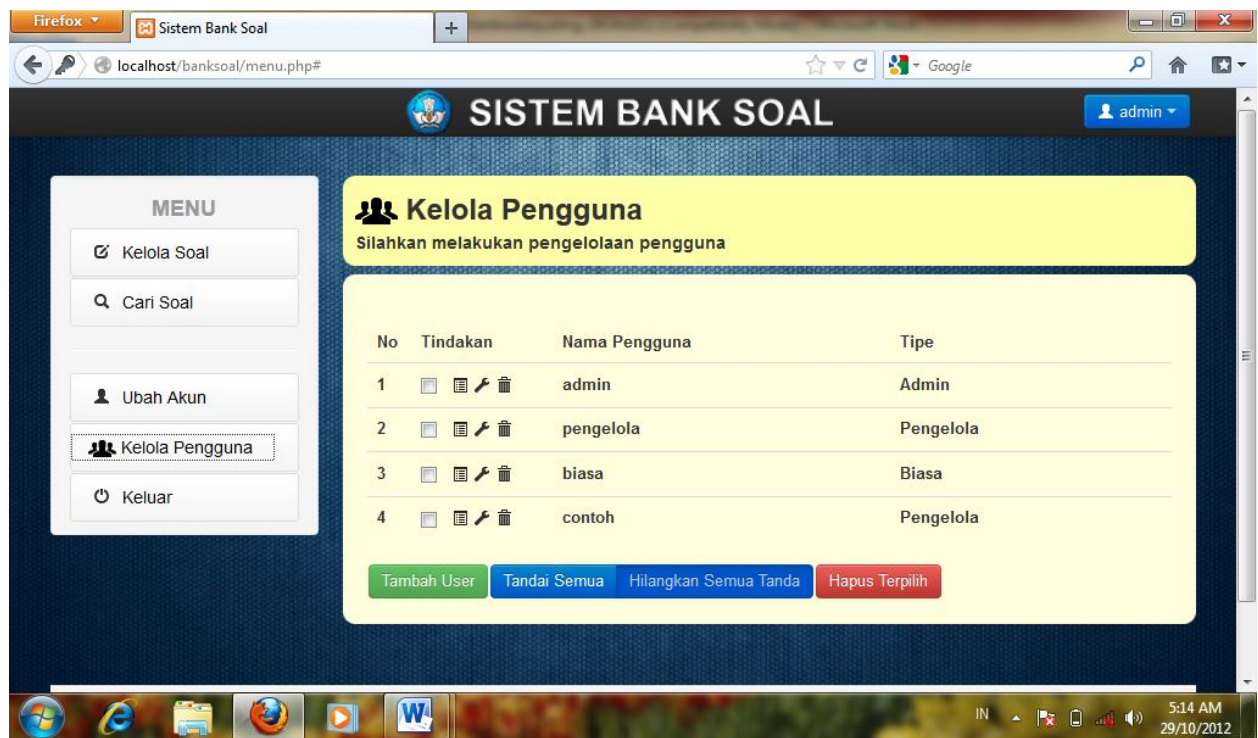 Firefox
Sistem Bank Soal
localhost/banksoal/menu.php#
Google
SISTEM BANK SOAL
admin
MENU
Kelola Soal
Cari Soal
Ubah Akun
Kelola Pengguna
Keluar
Kelola Pengguna
Silahkan melakukan pengelolaan pengguna
No Tindakan Nama Pengguna Tipe
1 admin Admin
2 pengelola Pengelola
3 biasa Biasa
4 contoh Pengelola
Tambah User Tandai Semua Hilangkan Semua Tanda Hapus Terpilih
IN
5:14 AM
29/10/2012